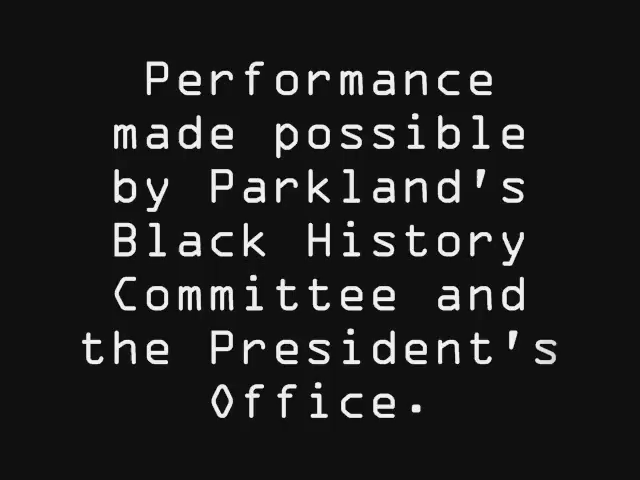 Performance
made possible
by Parkland's
Black History
Committee and
the President's
Office.